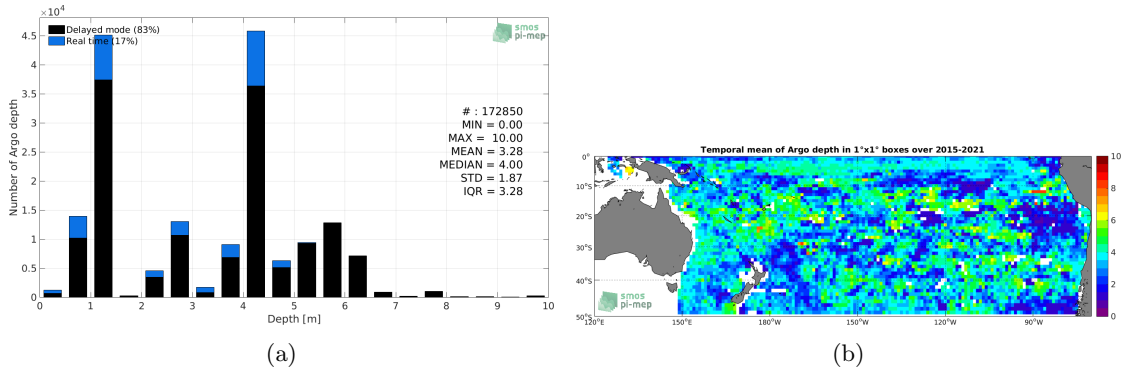 ×10⁴
4.5
4
3.5
3
2.5
2
1.5
1
0.5
0
0 1 2 3 4 5 6 7 8 9 10
Number of Argo depth
Depth [m]
Delayed mode (83%)
Real time (17%)
smos
pi-mep
# : 172850
MIN = 0.00
MAX = 10.00
MEAN = 3.28
MEDIAN = 4.00
STD = 1.87
IQR = 3.28
(a)
Temporal mean of Argo depth in 1°x1° boxes over 2015-2021
0°
10°S
20°S
30°S
40°S
50°S
120°E 150°E 180°W 150°W 120°W 90°W
smos
pi-mep
10
8
6
4
2
0
(b)